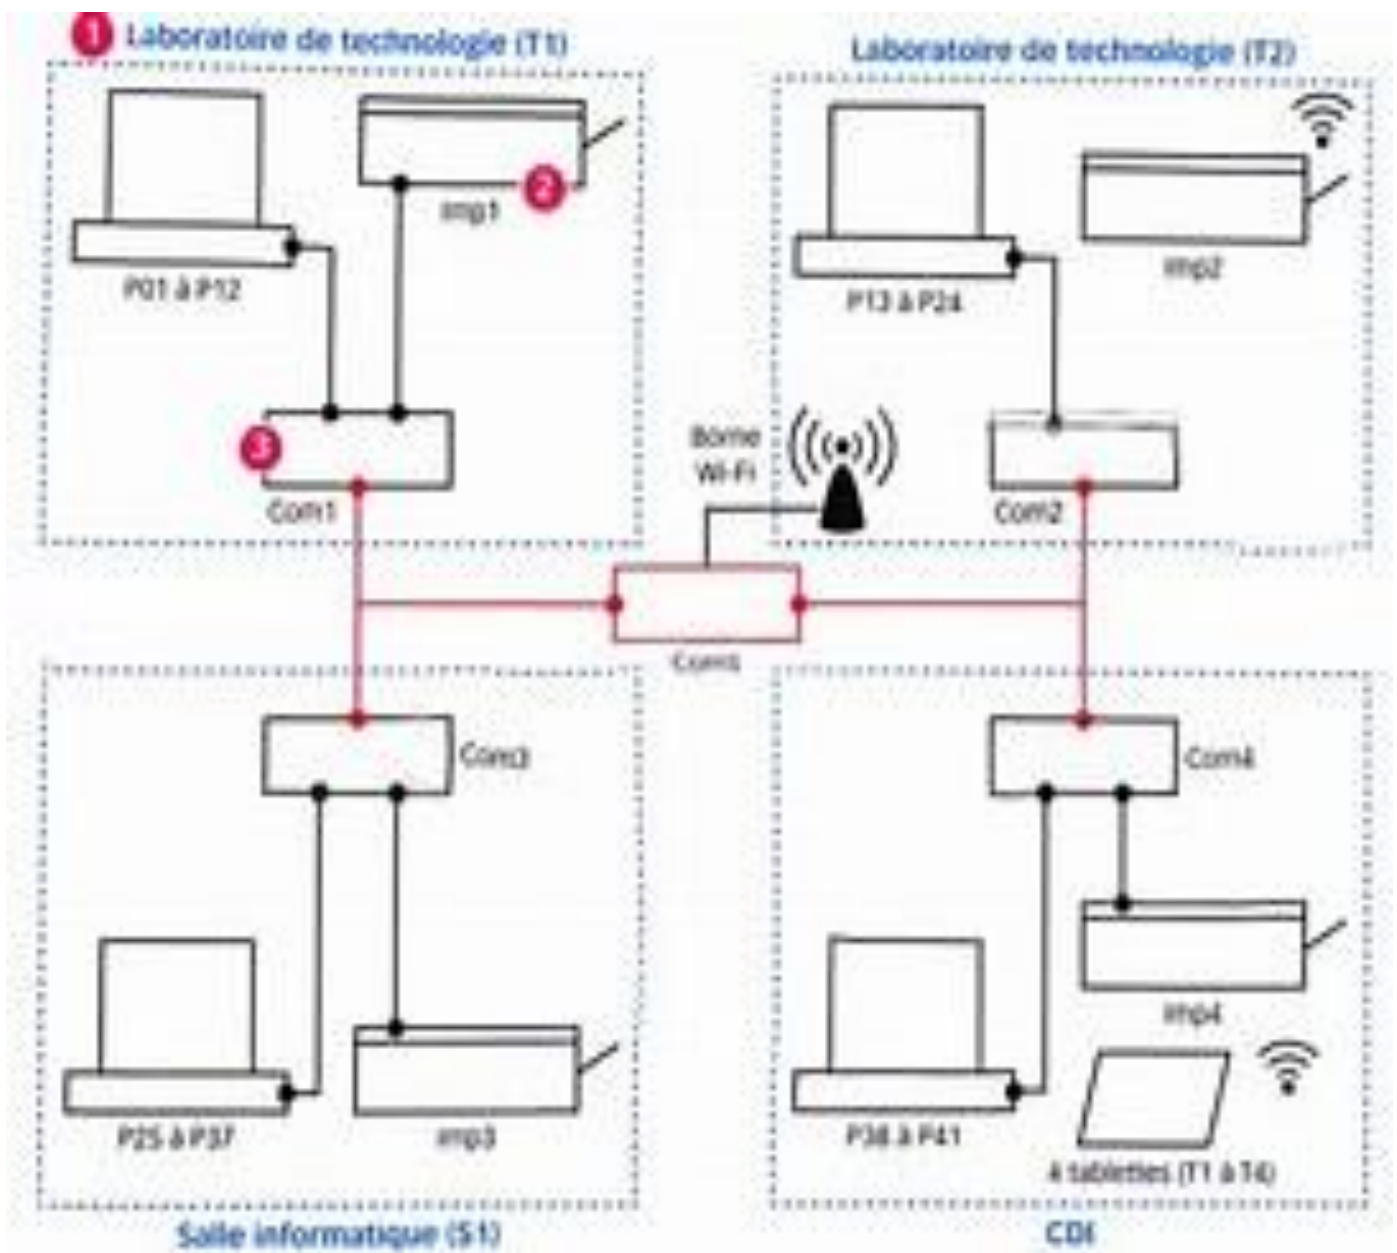 1 Laboratoire de technologie (T1)
Laboratoire de technologie (T2)
2
Imp1
P01 à P12
Imp2
P13 à P24
3
Com1
Borne
Wi-Fi
Com2
Com3
Com4
Imp4
P25 à P37
Imp3
P38 à P41
4 tablettes (T1 à T4)
Salle informatique (S1)
CDI